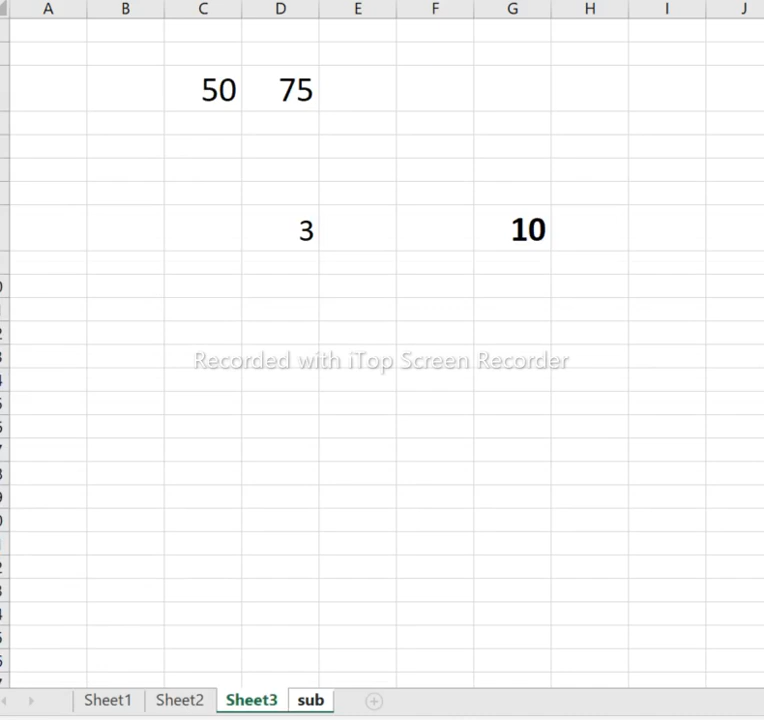 A B C D E F G H I J
50 75
3 10
Recorded with iTop Screen Recorder
Sheet1 Sheet2 Sheet3 sub